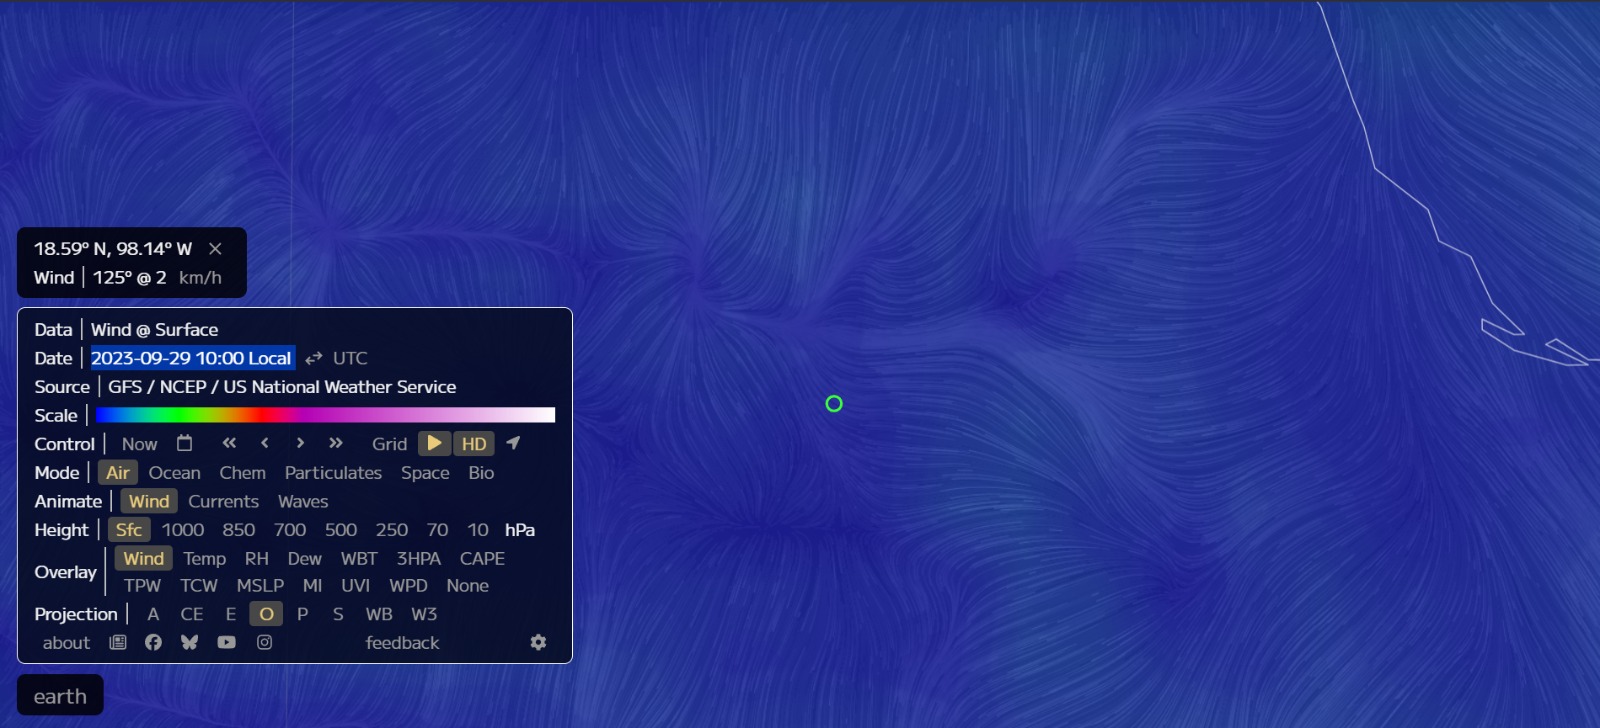 18.59° N, 98.14° W ×
Wind | 125° @ 2 km/h
Data | Wind @ Surface
Date | 2023-09-29 10:00 Local ⇄ UTC
Source | GFS / NCEP / US National Weather Service
Scale |
Control | Now « ‹ › » Grid HD
Mode | Air Ocean Chem Particulates Space Bio
Animate | Wind Currents Waves
Height | Sfc 1000 850 700 500 250 70 10 hPa
Overlay | Wind Temp RH Dew WBT 3HPA CAPE
TPW TCW MSLP MI UVI WPD None
Projection | A CE E O P S WB W3
about feedback
earth